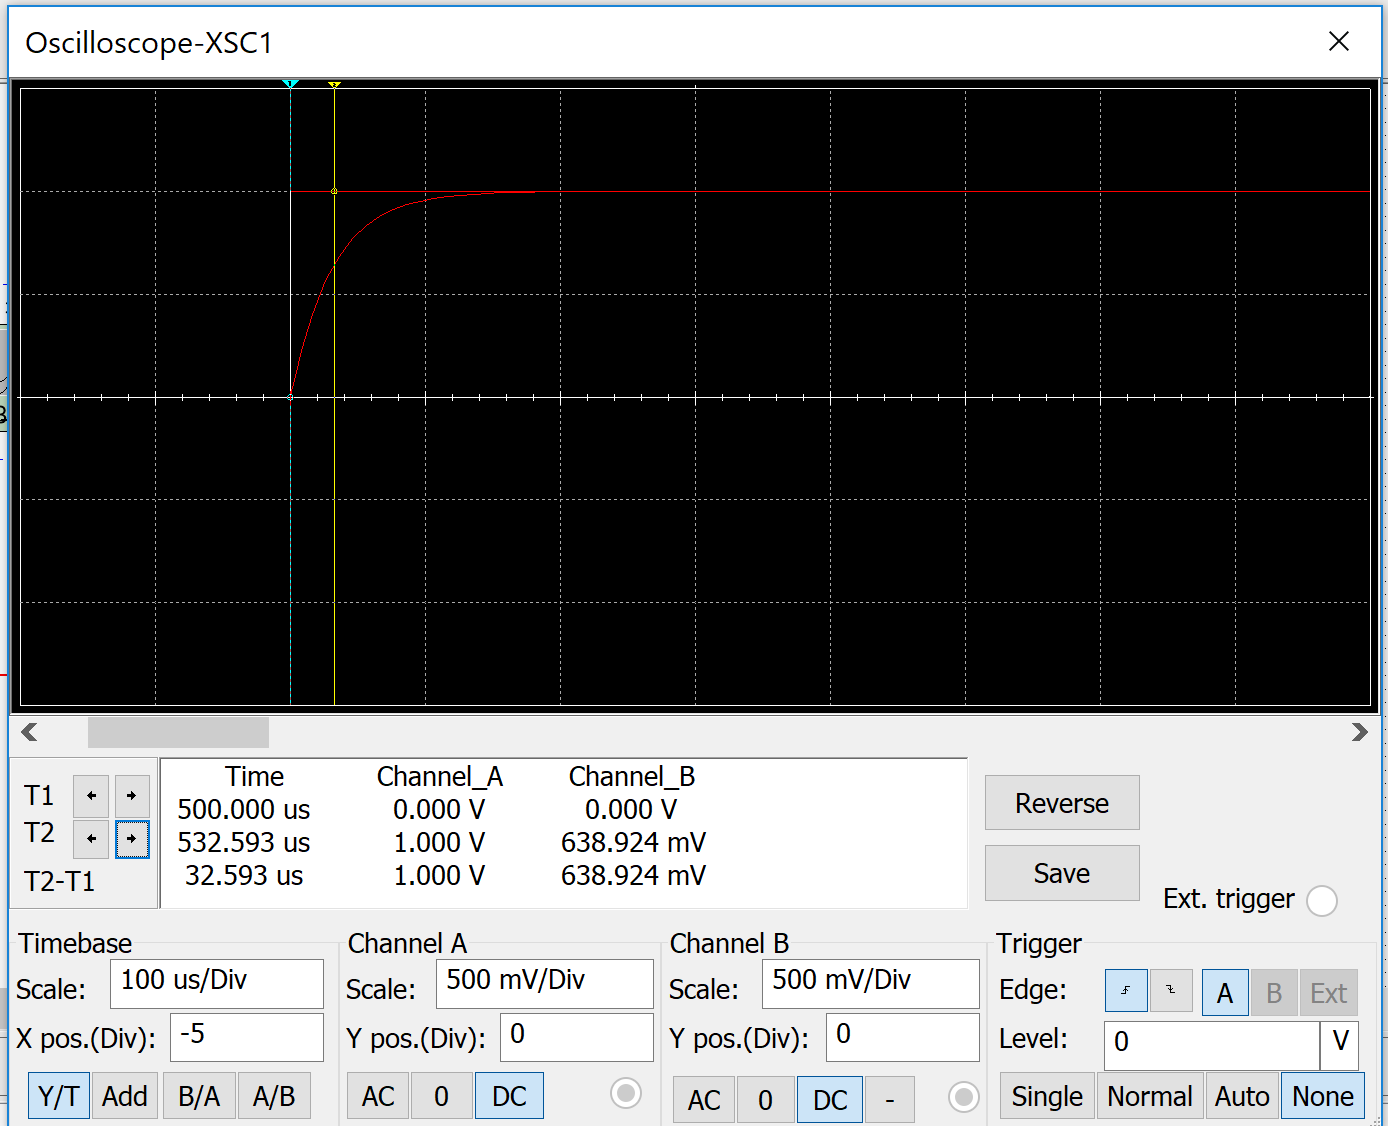 Oscilloscope-XSC1
Time Channel_A Channel_B
T1 500.000 us 0.000 V 0.000 V
T2 532.593 us 1.000 V 638.924 mV
T2-T1 32.593 us 1.000 V 638.924 mV
Reverse
Save
Ext. trigger
Timebase
Scale: 100 us/Div
X pos.(Div): -5
Y/T Add B/A A/B
Channel A
Scale: 500 mV/Div
Y pos.(Div): 0
AC 0 DC
Channel B
Scale: 500 mV/Div
Y pos.(Div): 0
AC 0 DC -
Trigger
Edge: A B Ext
Level: 0 V
Single Normal Auto None